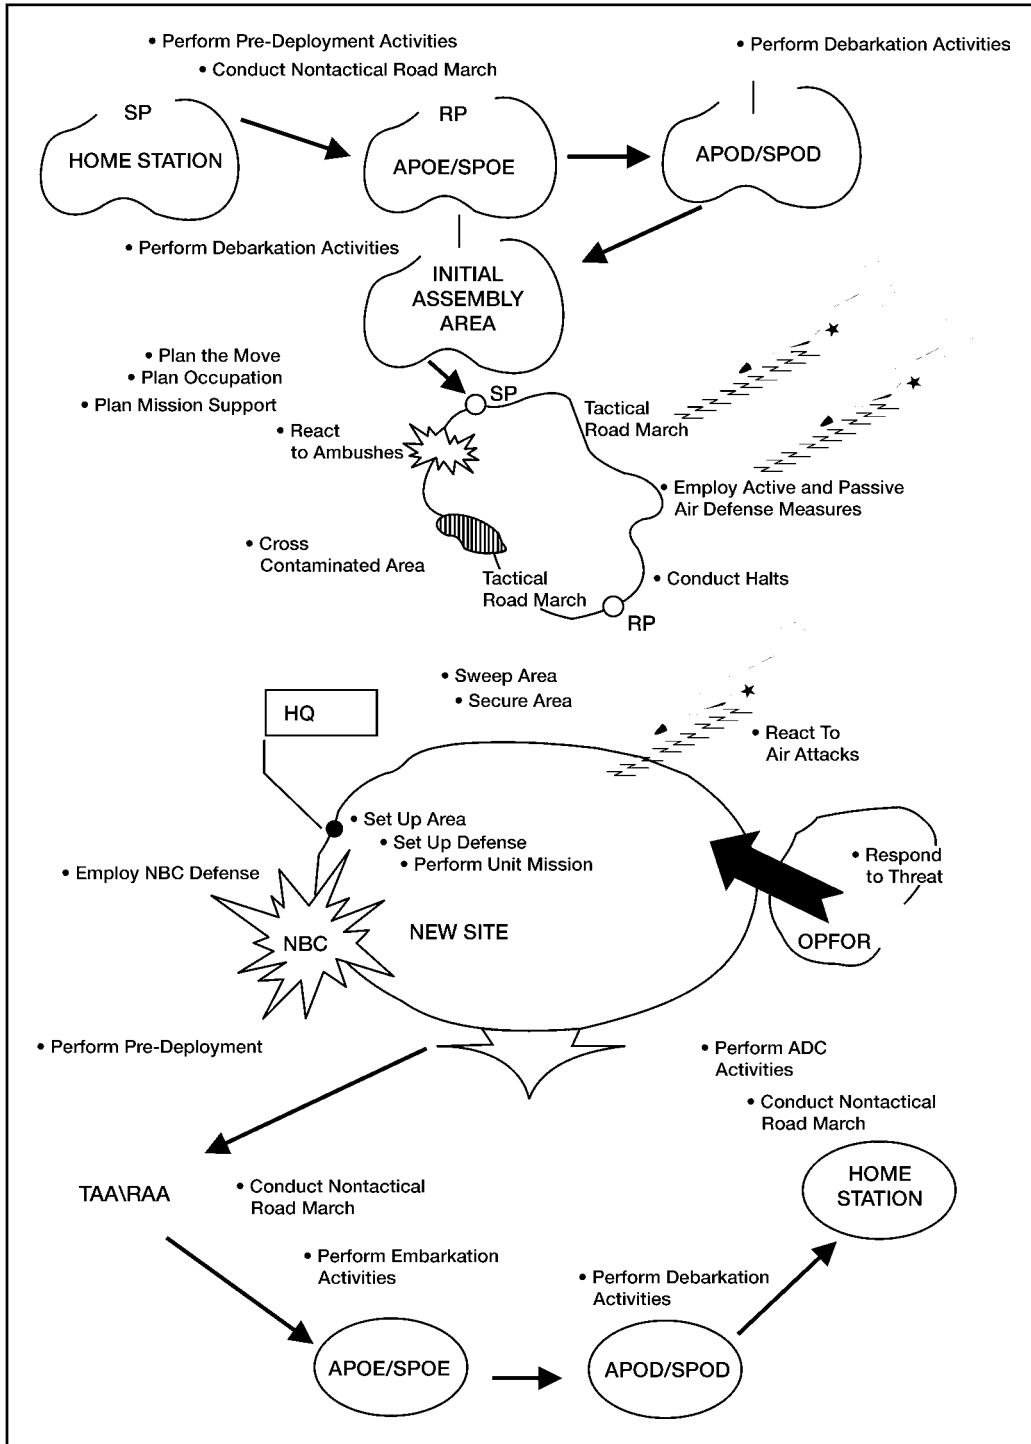 • Perform Pre-Deployment Activities
• Conduct Nontactical Road March
• Perform Debarkation Activities
SP
HOME STATION
RP
APOE/SPOE
APOD/SPOD
• Perform Debarkation Activities
INITIAL
ASSEMBLY
AREA
• Plan the Move
• Plan Occupation
• Plan Mission Support
SP
Tactical
Road March
• React
to Ambushes
• Employ Active and Passive
Air Defense Measures
• Cross
Contaminated Area
Tactical
Road March
• Conduct Halts
RP
• Sweep Area
• Secure Area
HQ
• React To
Air Attacks
• Set Up Area
• Set Up Defense
• Perform Unit Mission
• Employ NBC Defense
• Respond
to Threat
NBC
NEW SITE
OPFOR
• Perform Pre-Deployment
• Perform ADC
Activities
• Conduct Nontactical
Road March
TAA\RAA
• Conduct Nontactical
Road March
HOME
STATION
• Perform Embarkation
Activities
• Perform Debarkation
Activities
APOE/SPOE
APOD/SPOD